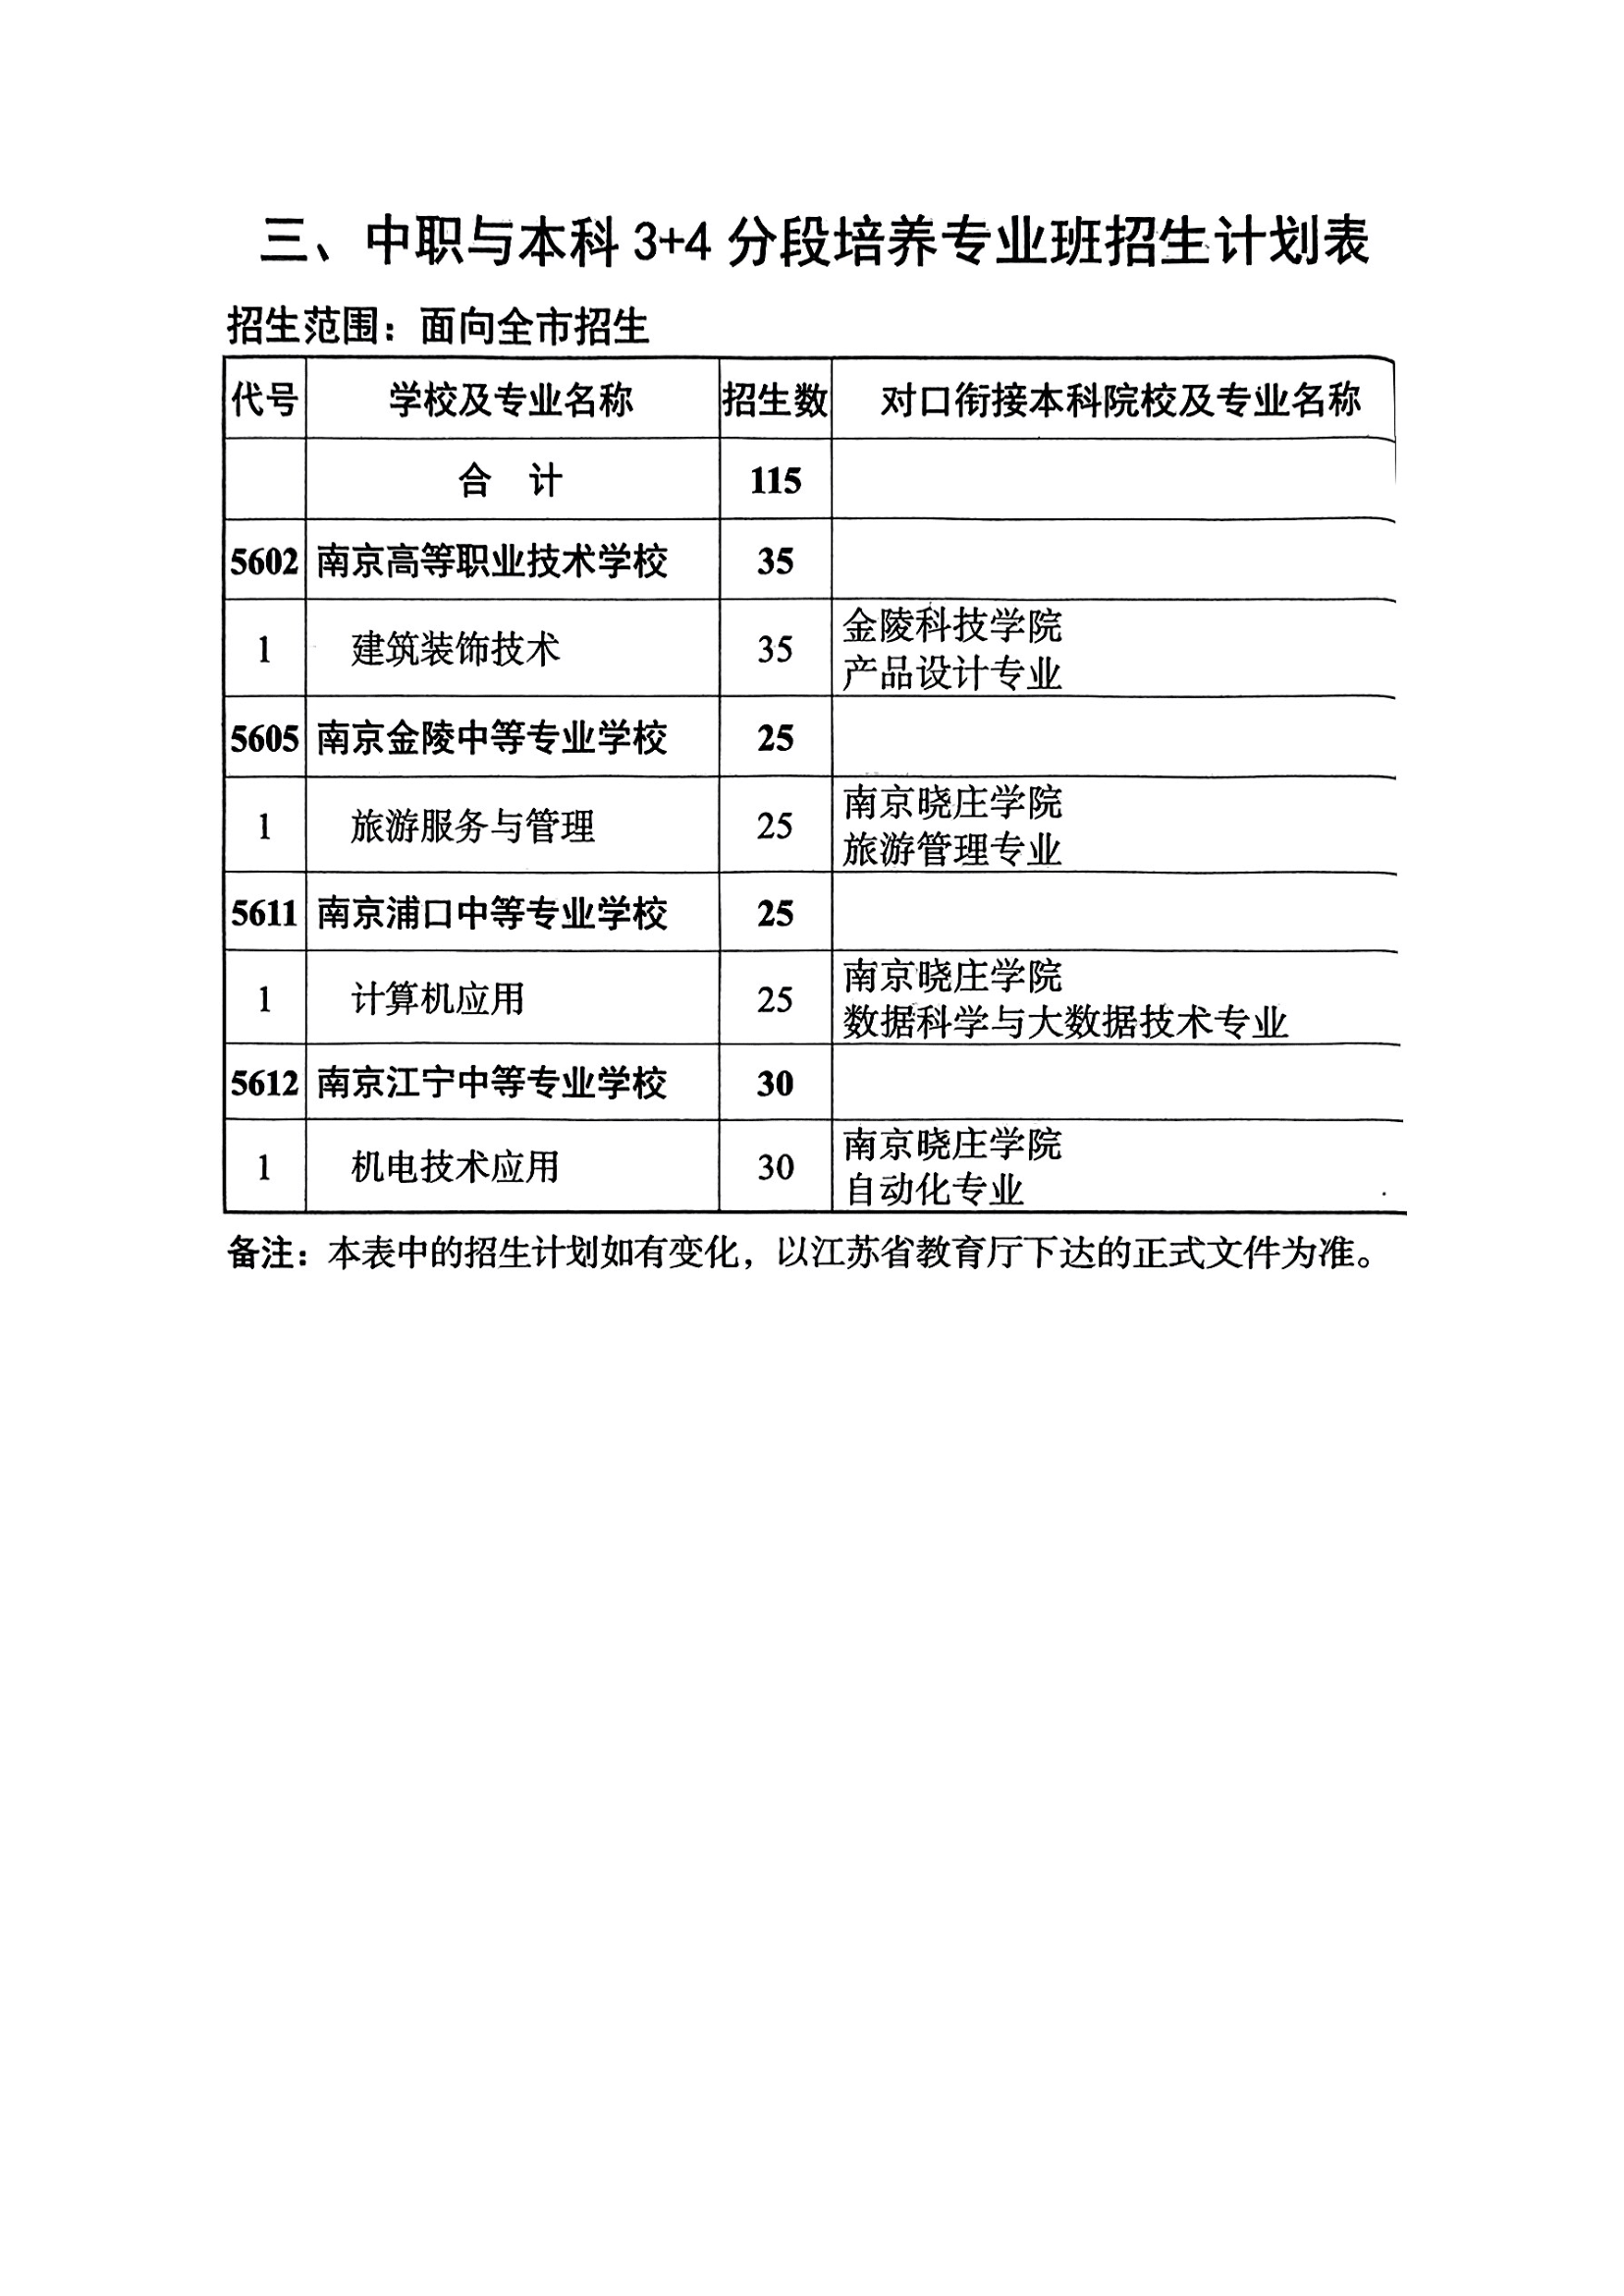 三、中职与本科 3+4 分段培养专业班招生计划表
招生范围：面向全市招生
代号 学校及专业名称 招生数 对口衔接本科院校及专业名称
合 计 115
5602 南京高等职业技术学校 35
1 建筑装饰技术 35 金陵科技学院
产品设计专业
5605 南京金陵中等专业学校 25
1 旅游服务与管理 25 南京晓庄学院
旅游管理专业
5611 南京浦口中等专业学校 25
1 计算机应用 25 南京晓庄学院
数据科学与大数据技术专业
5612 南京江宁中等专业学校 30
1 机电技术应用 30 南京晓庄学院
自动化专业
备注：本表中的招生计划如有变化，以江苏省教育厅下达的正式文件为准。